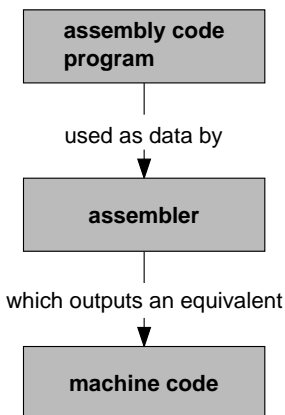 assembly code
program
used as data by
assembler
which outputs an equivalent
machine code